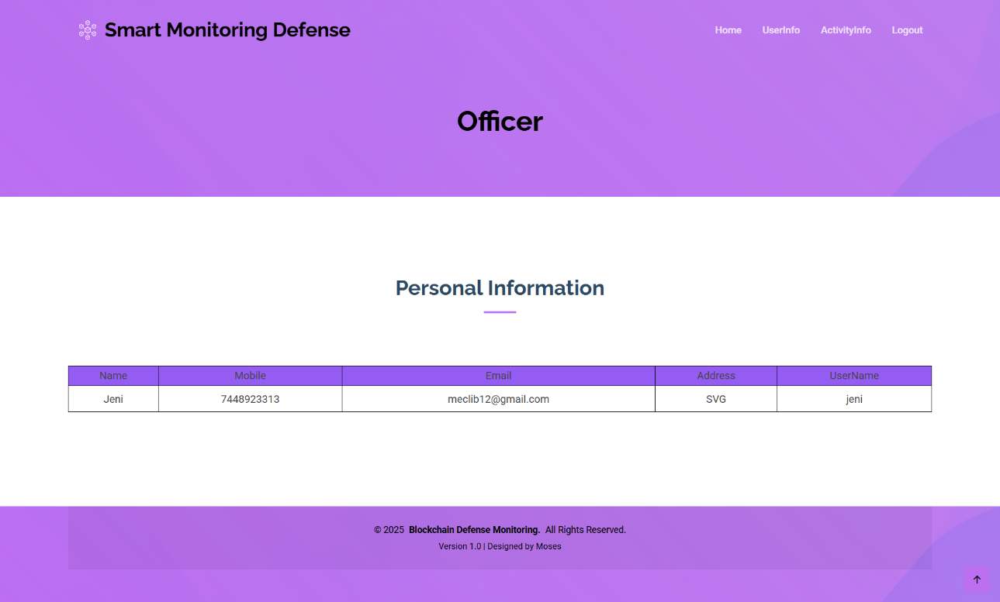 Smart Monitoring Defense
Home UserInfo ActivityInfo Logout
Officer
Personal Information
Name Mobile Email Address UserName
Jeni 7448923313 meclib12@gmail.com SVG jeni
© 2025 Blockchain Defense Monitoring. All Rights Reserved.
Version 1.0 | Designed by Moses